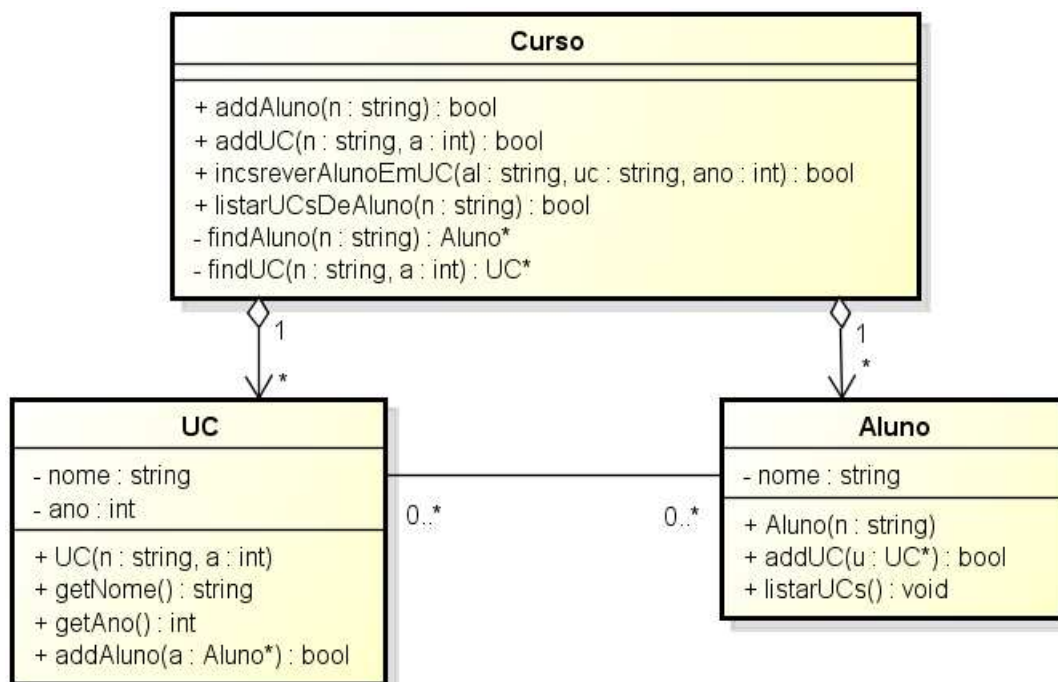 Curso
+ addAluno(n : string) : bool
+ addUC(n : string, a : int) : bool
+ incsreverAlunoEmUC(al : string, uc : string, ano : int) : bool
+ listarUCsDeAluno(n : string) : bool
- findAluno(n : string) : Aluno*
- findUC(n : string, a : int) : UC*
1
1
*
*
UC
- nome : string
- ano : int
+ UC(n : string, a : int)
+ getNome() : string
+ getAno() : int
+ addAluno(a : Aluno*) : bool
0..*
0..*
Aluno
- nome : string
+ Aluno(n : string)
+ addUC(u : UC*) : bool
+ listarUCs() : void